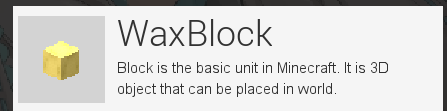 WaxBlock
Block is the basic unit in Minecraft. It is 3D
object that can be placed in world.